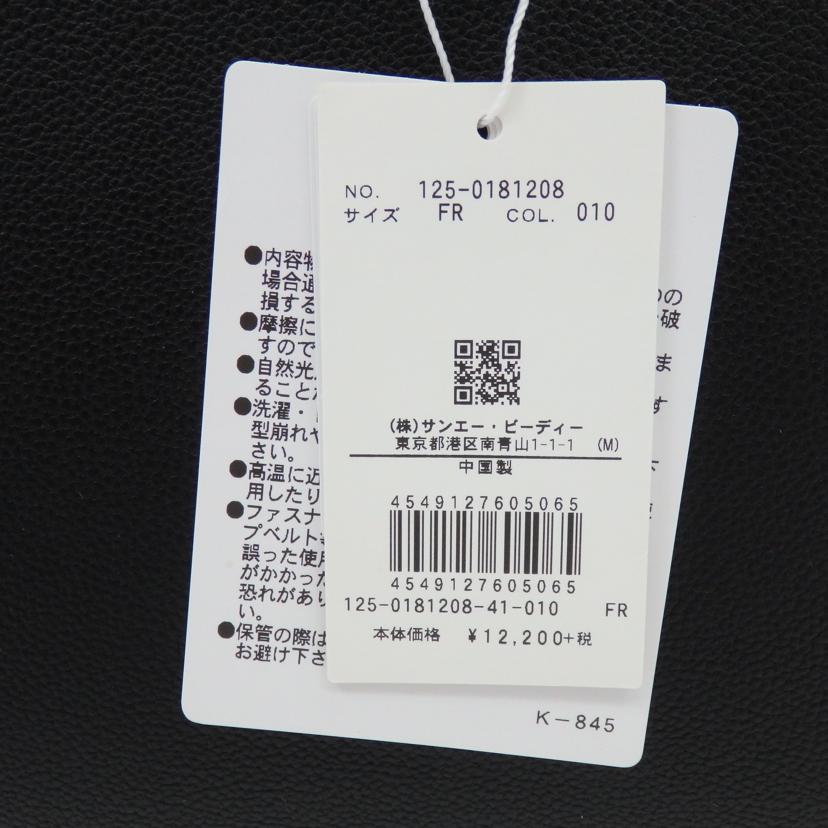 NO. 125-0181208
サイズ FR COL. 010
(株)サンエー・ビーディー
東京都港区南青山1-1-1 (M)
中国製
4549127605065
4549127605065
125-0181208-41-010 FR
本体価格 ¥12,200+税
●内容物
場合過
損する
●摩擦に
すので
●自然光
ること
●洗濯・
型崩れや
さい。
●高温に近
用したり
●ファスナ
プベルト
誤った使用
がかかった
恐れがあり
い。
●保管の際は
お避け下さ
のの
破
ま
す
K-845